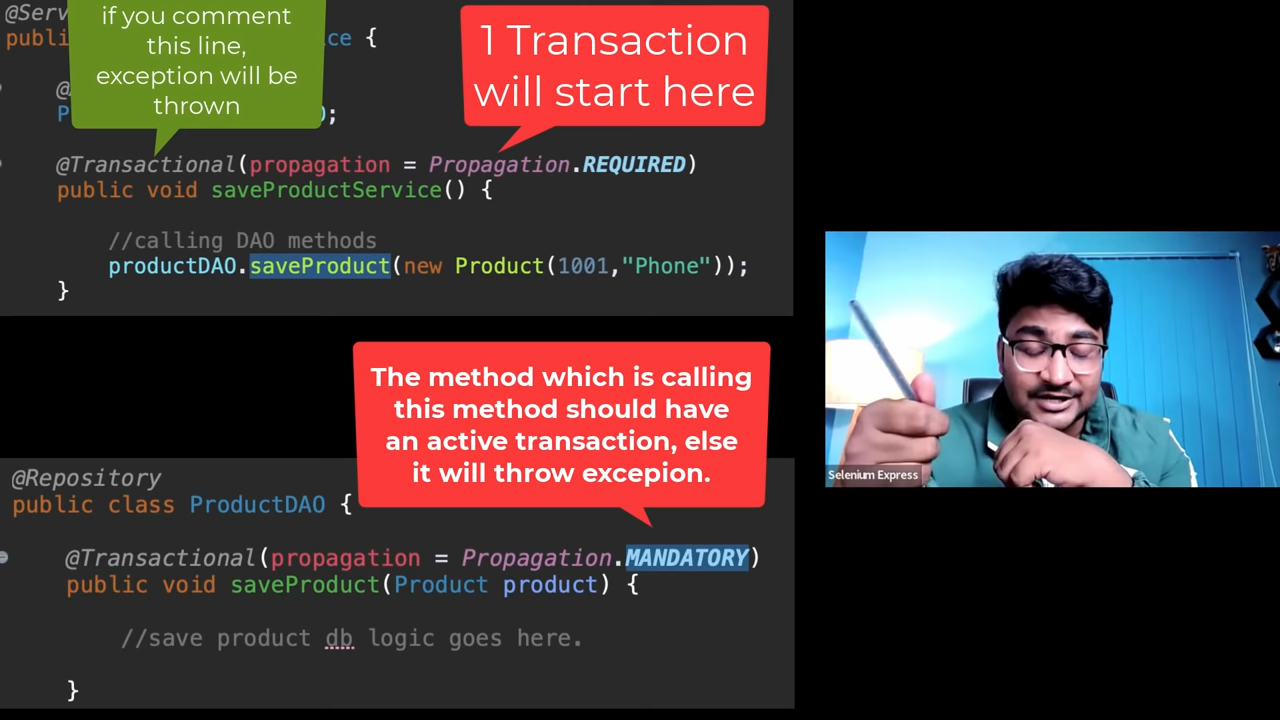 @Serv
if you comment
this line,
exception will be
thrown
publi
ce {
1 Transaction
will start here
@
P
;
@Transactional(propagation = Propagation.REQUIRED)
public void saveProductService() {
//calling DAO methods
productDAO.saveProduct(new Product(1001,"Phone"));
}
The method which is calling
this method should have
an active transaction, else
it will throw excepion.
@Repository
public class ProductDAO {
@Transactional(propagation = Propagation.MANDATORY)
public void saveProduct(Product product) {
//save product db logic goes here.
}
Selenium Express